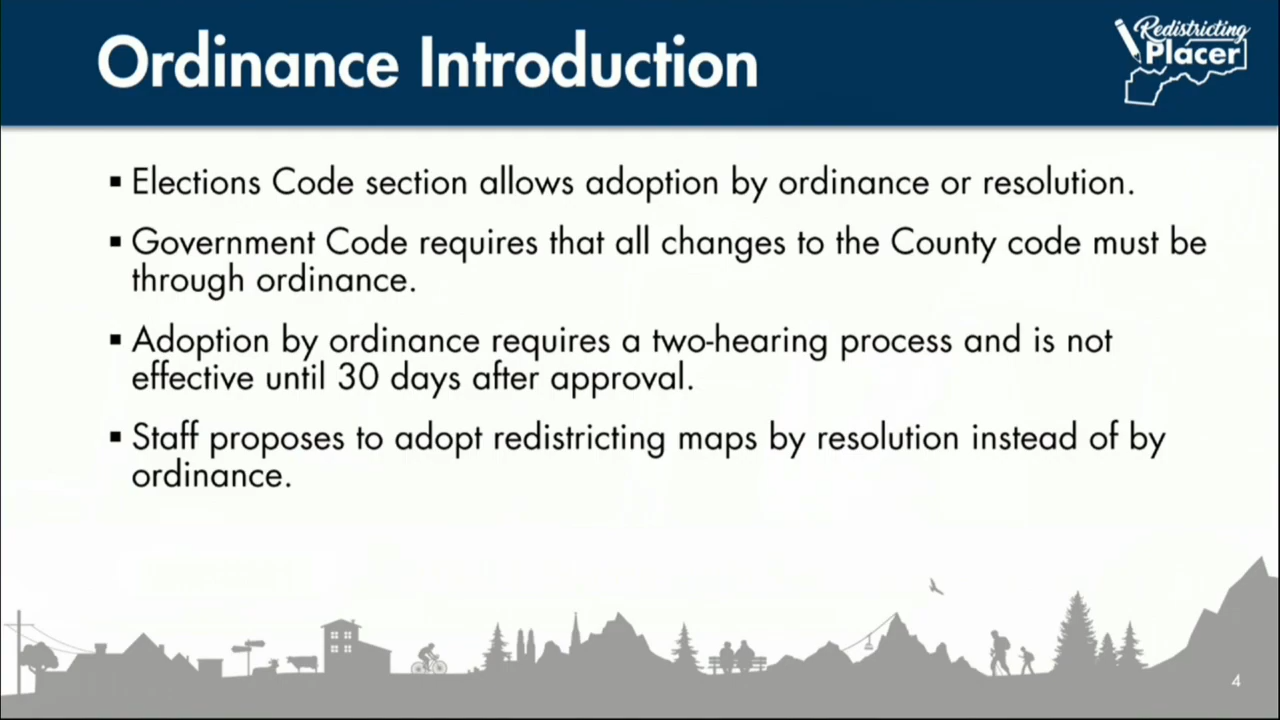 Ordinance Introduction
Redistricting
Placer
▪ Elections Code section allows adoption by ordinance or resolution.
▪ Government Code requires that all changes to the County code must be
through ordinance.
▪ Adoption by ordinance requires a two-hearing process and is not
effective until 30 days after approval.
▪ Staff proposes to adopt redistricting maps by resolution instead of by
ordinance.
4